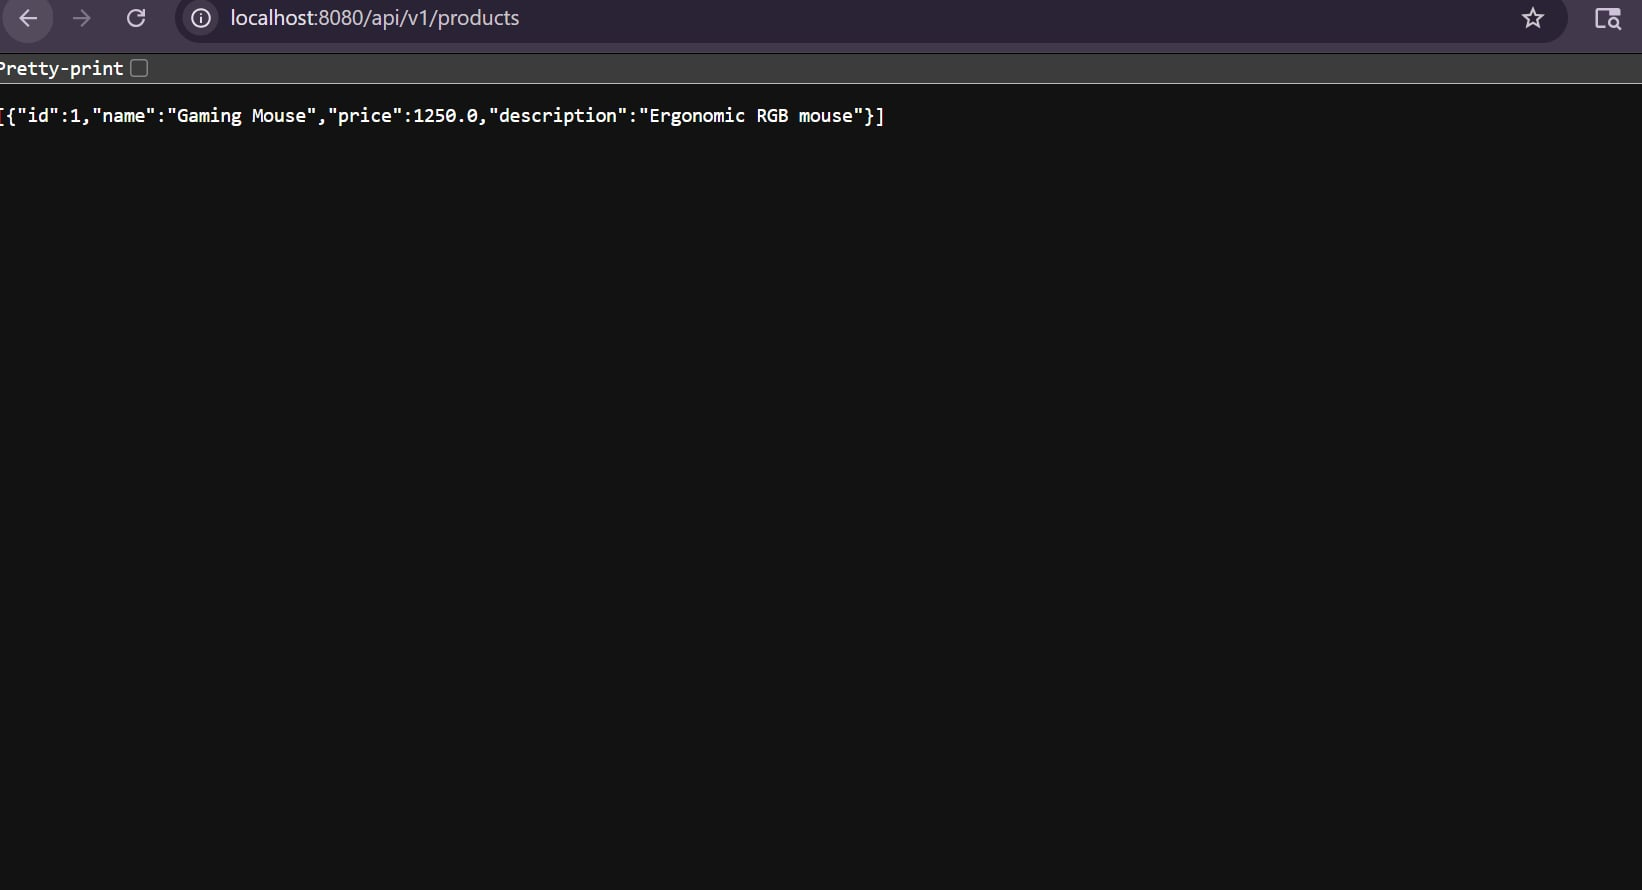 localhost:8080/api/v1/products
Pretty-print
[{"id":1,"name":"Gaming Mouse","price":1250.0,"description":"Ergonomic RGB mouse"}]